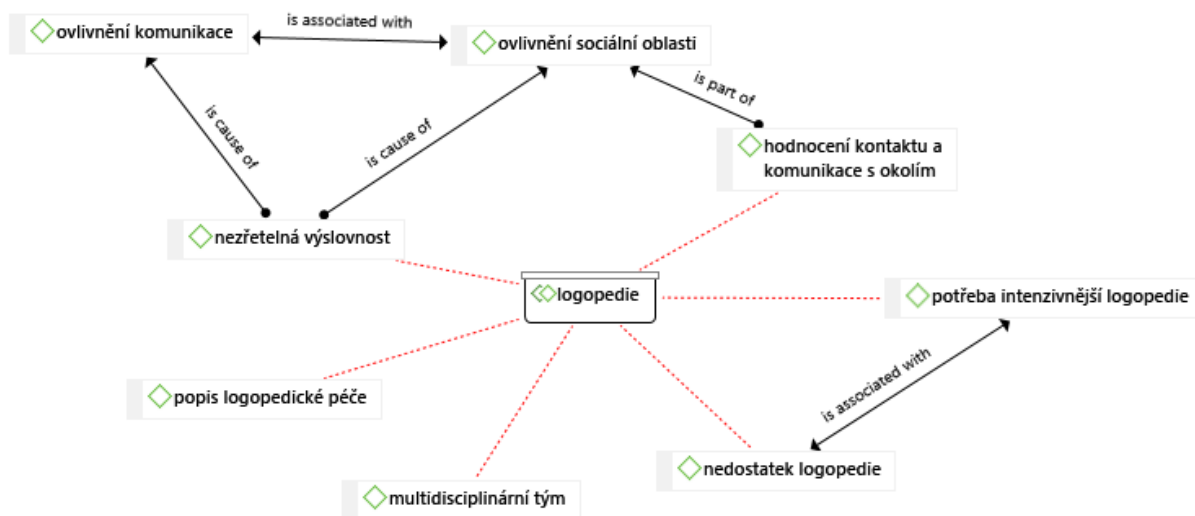 ovlivnění komunikace
is associated with
ovlivnění sociální oblasti
is part of
is cause of
is cause of
hodnocení kontaktu a
komunikace s okolím
nezřetelná výslovnost
logopedie
potřeba intenzivnější logopedie
is associated with
popis logopedické péče
nedostatek logopedie
multidisciplinární tým